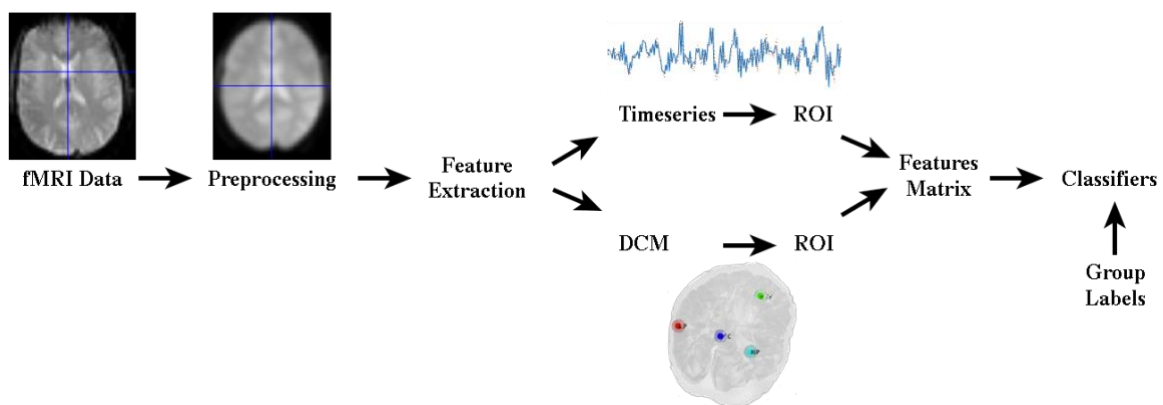 Timeseries
ROI
fMRI Data
Preprocessing
Feature
Extraction
Features
Matrix
Classifiers
DCM
ROI
Group
Labels